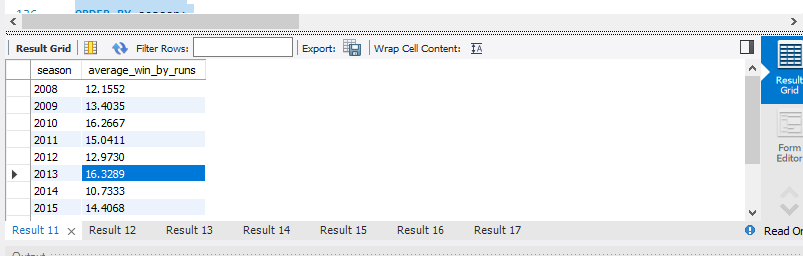 136 ORDER BY season;
Result Grid Filter Rows: Export: Wrap Cell Content:
season average_win_by_runs
2008 12.1552
2009 13.4035
2010 16.2667
2011 15.0411
2012 12.9730
2013 16.3289
2014 10.7333
2015 14.4068
Result
Grid
Form
Editor
Result 11 × Result 12 Result 13 Result 14 Result 15 Result 16 Result 17
Read On
Output